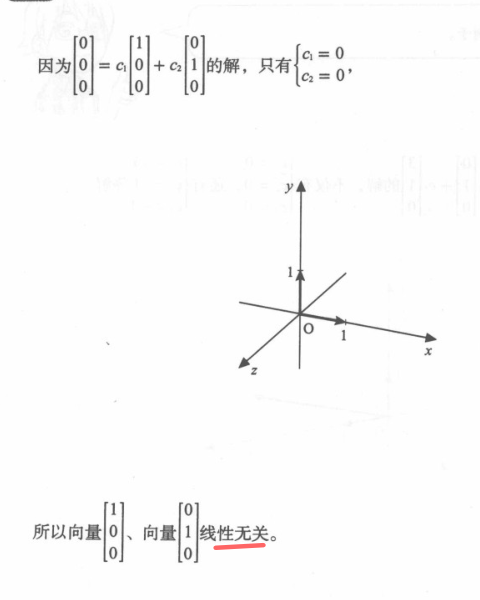 因为[0 0 0] = c₁[1 0 0] + c₂[0 1 0]的解，只有{c₁ = 0 c₂ = 0，
y
1
O
1
x
z
所以向量[1 0 0]、向量[0 1 0]线性无关。